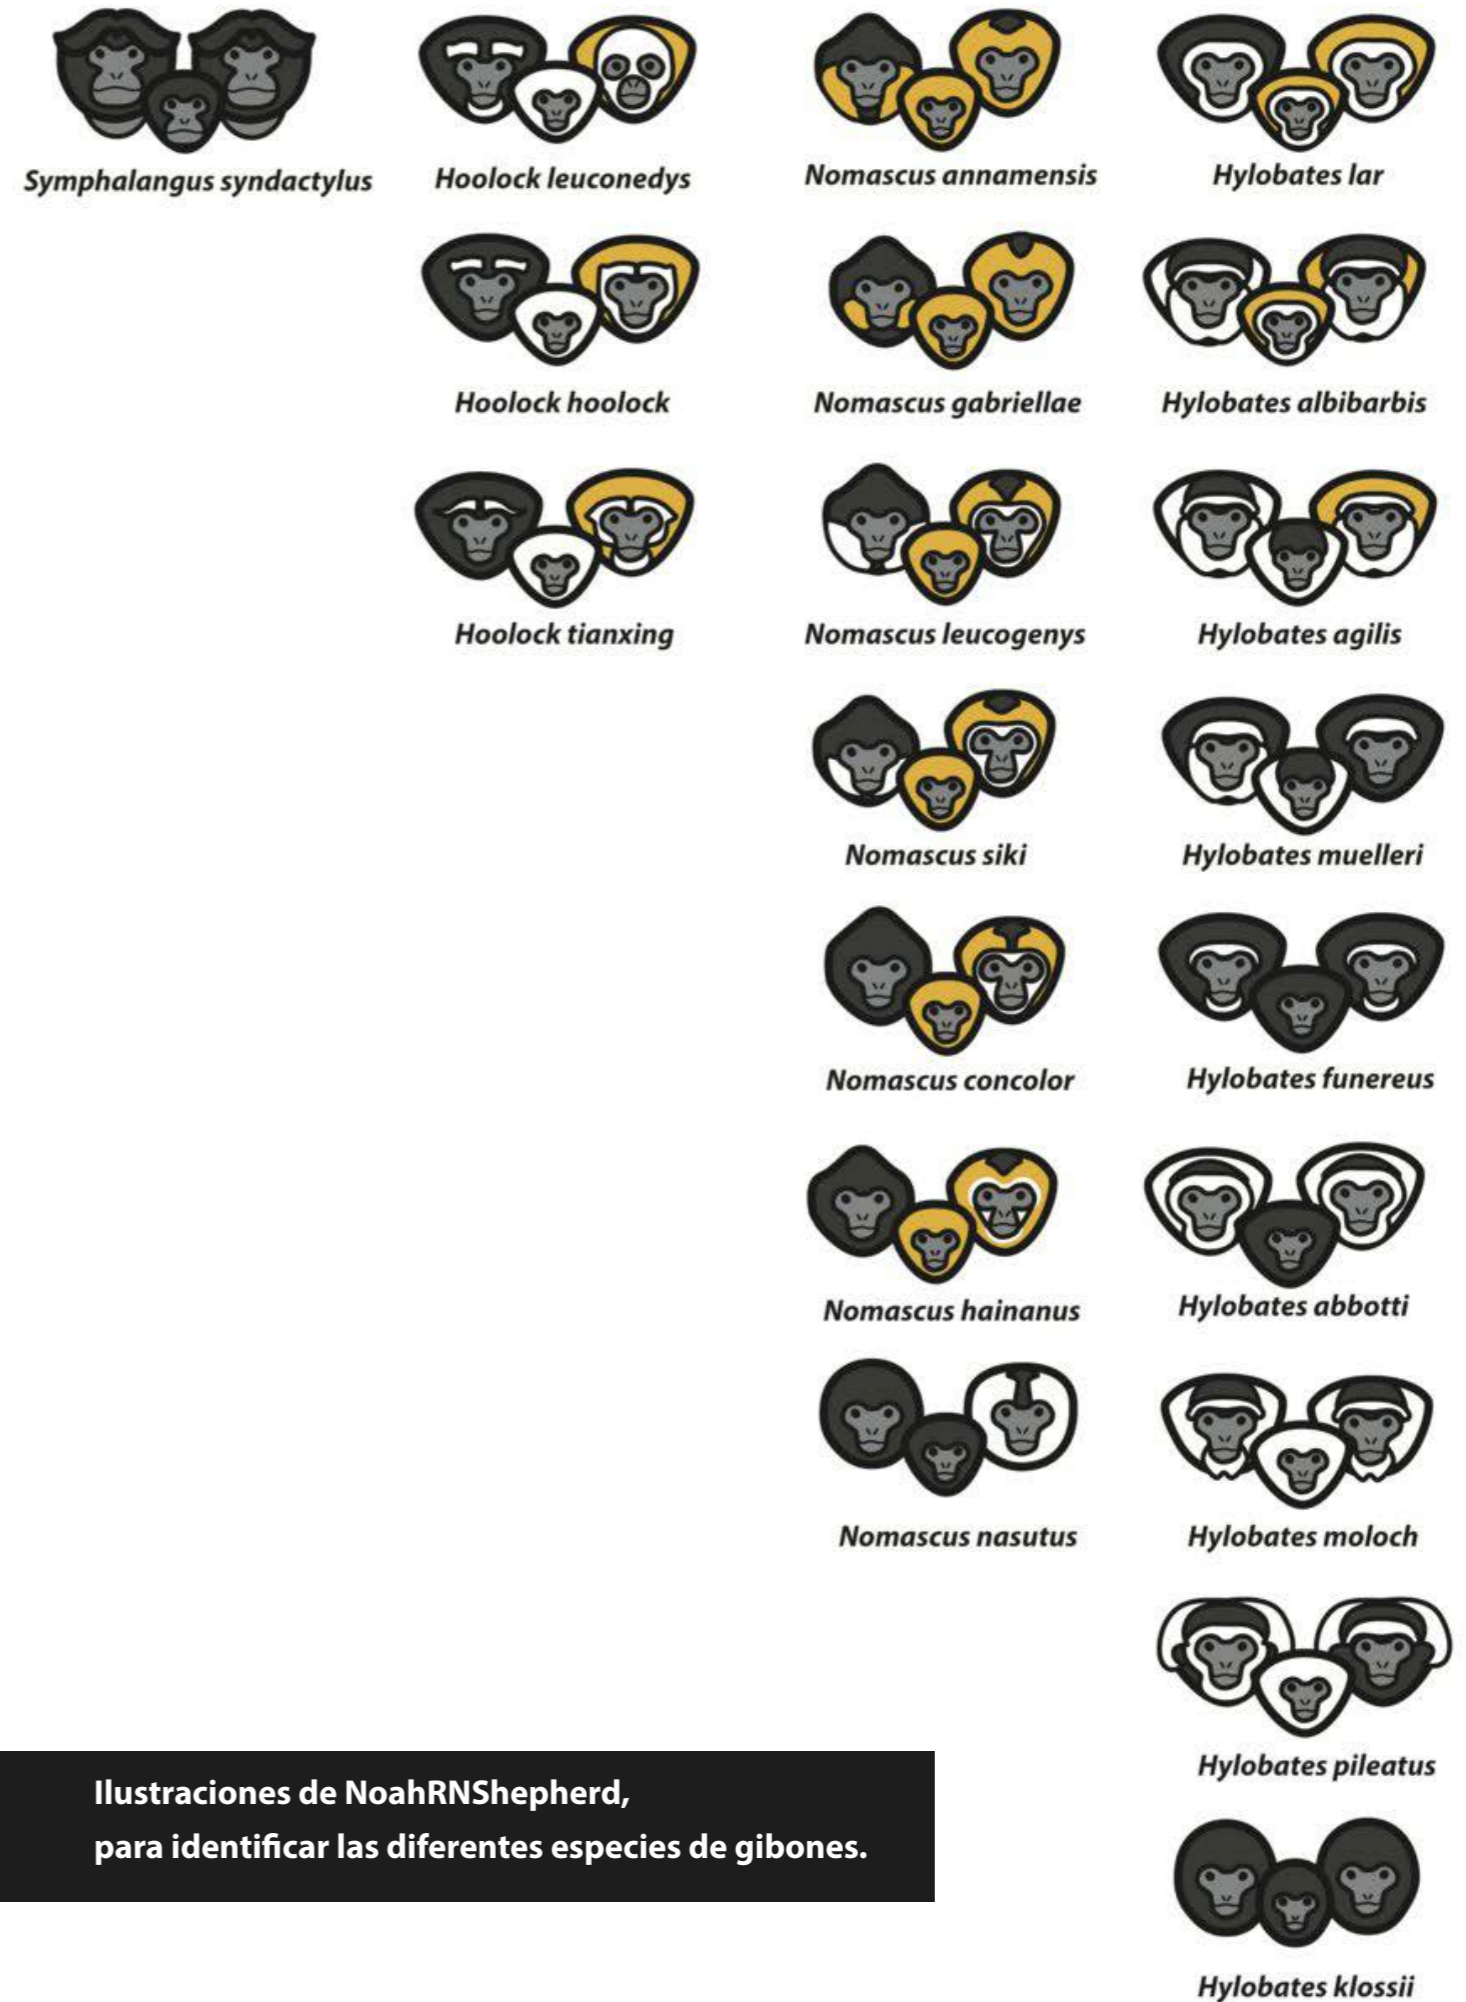 Symphalangus syndactylus
Hoolock leuconedys
Nomascus annamensis
Hylobates lar
Hoolock hoolock
Nomascus gabriellae
Hylobates albibarbis
Hoolock tianxing
Nomascus leucogenys
Hylobates agilis
Nomascus siki
Hylobates muelleri
Nomascus concolor
Hylobates funereus
Nomascus hainanus
Hylobates abbotti
Nomascus nasutus
Hylobates moloch
Hylobates pileatus
Ilustraciones de NoahRNShepherd,
para identificar las diferentes especies de gibones.
Hylobates klossii